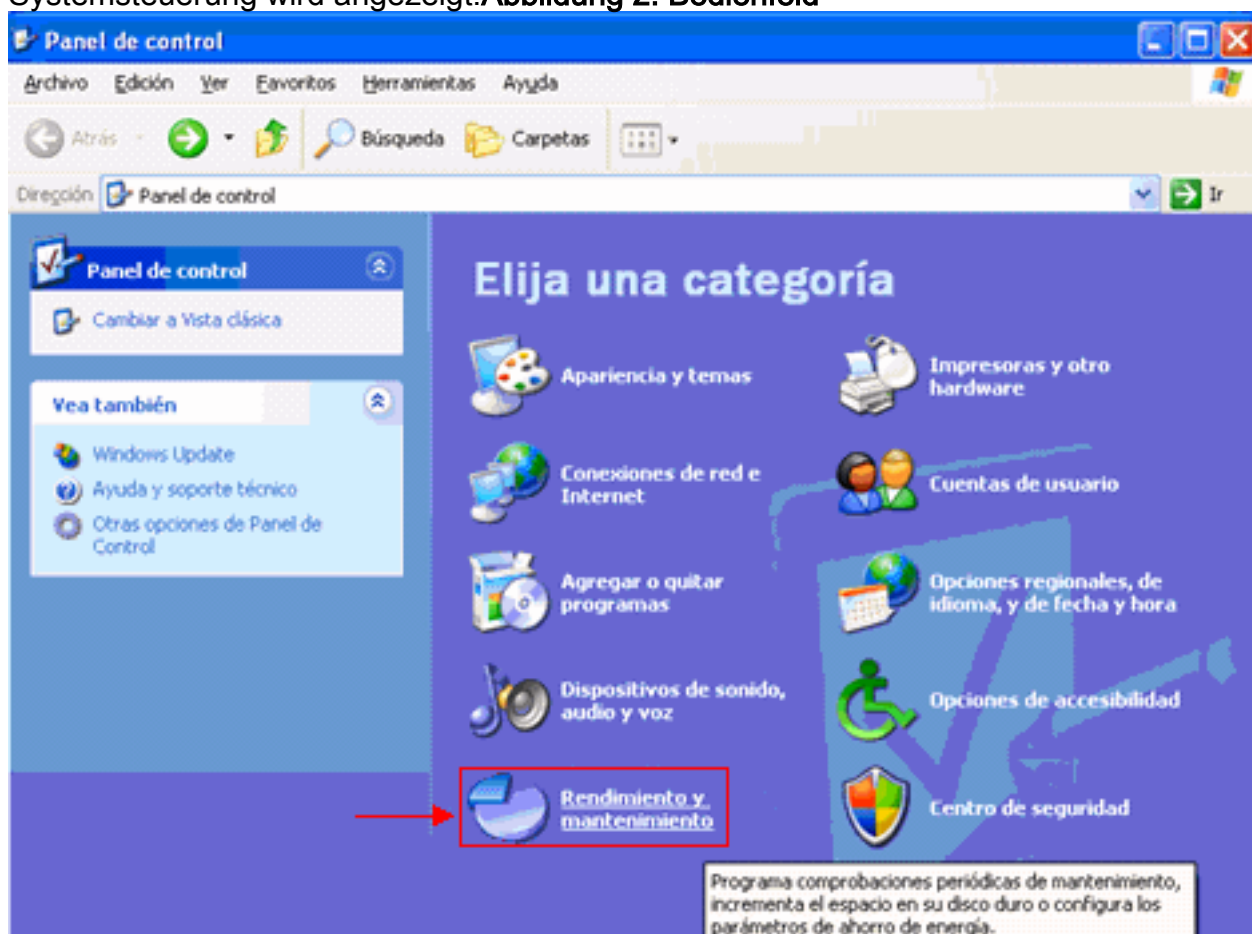 Systemsteuerung wird angezeigt.Abbildung 2: Bedienfeld
Panel de control
Archivo Edición Ver Favoritos Herramientas Ayuda
Atrás Búsqueda Carpetas
Dirección Panel de control Ir
Panel de control
Cambiar a Vista clásica
Vea también
Windows Update
Ayuda y soporte técnico
Otras opciones de Panel de
Control
Elija una categoría
Apariencia y temas
Impresoras y otro
hardware
Conexiones de red e
Internet
Cuentas de usuario
Agregar o quitar
programas
Opciones regionales, de
idioma, y de fecha y hora
Dispositivos de sonido,
audio y voz
Opciones de accesibilidad
Rendimiento y
mantenimiento
Centro de seguridad
Programa comprobaciones periódicas de mantenimiento,
incrementa el espacio en su disco duro o configura los
parámetros de ahorro de energía.